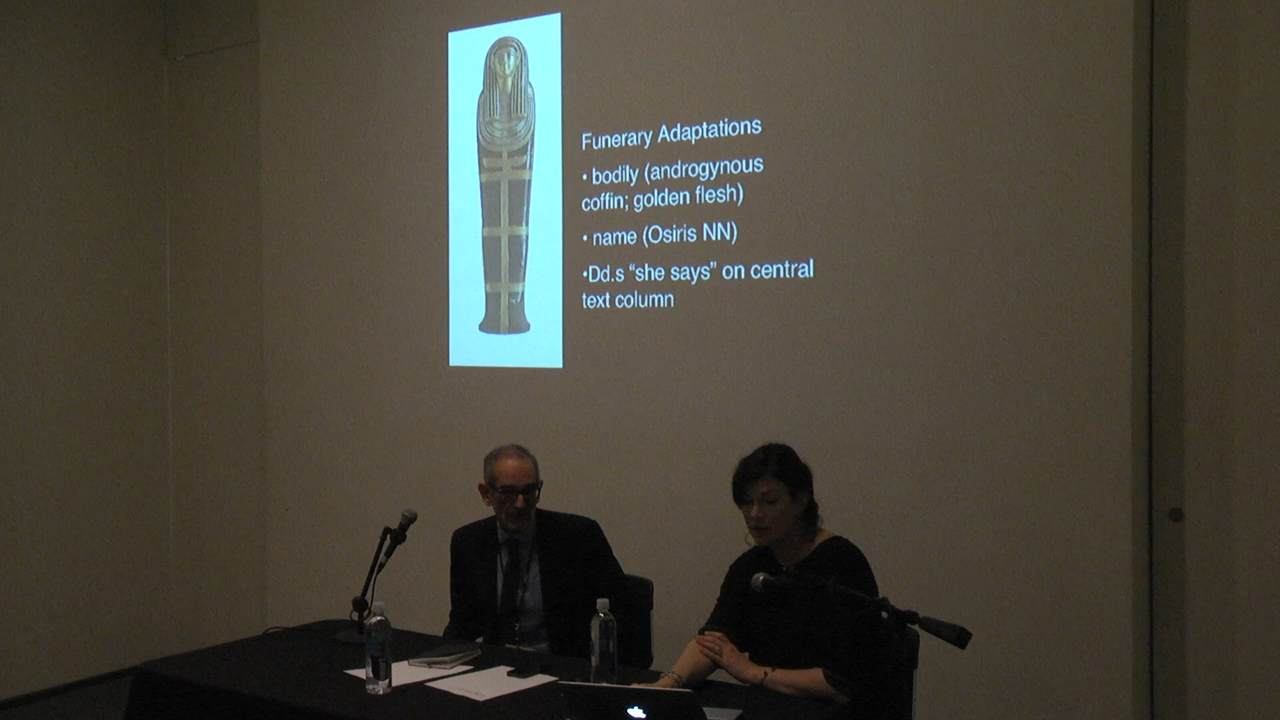 Funerary Adaptations
• bodily (androgynous
coffin; golden flesh)
• name (Osiris NN)
•Dd.s “she says” on central
text column